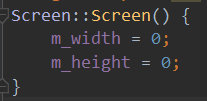 Screen::Screen() {
    m_width = 0;
    m_height = 0;
}